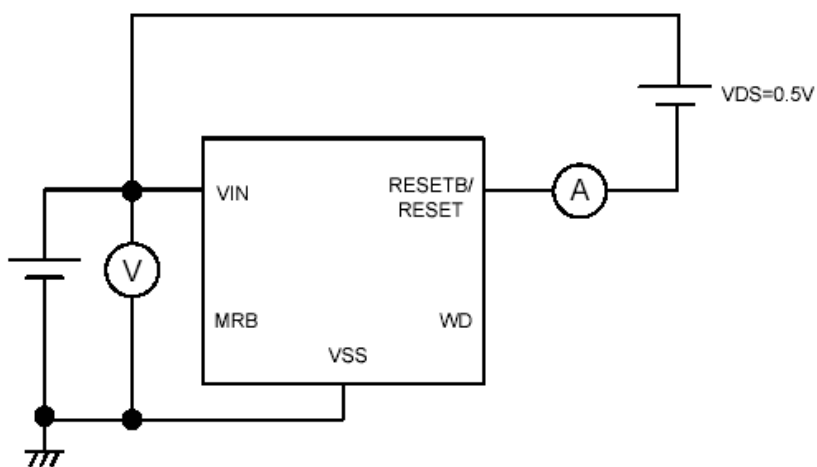 VDS=0.5V
VIN
RESETB/
RESET
A
V
MRB
WD
VSS